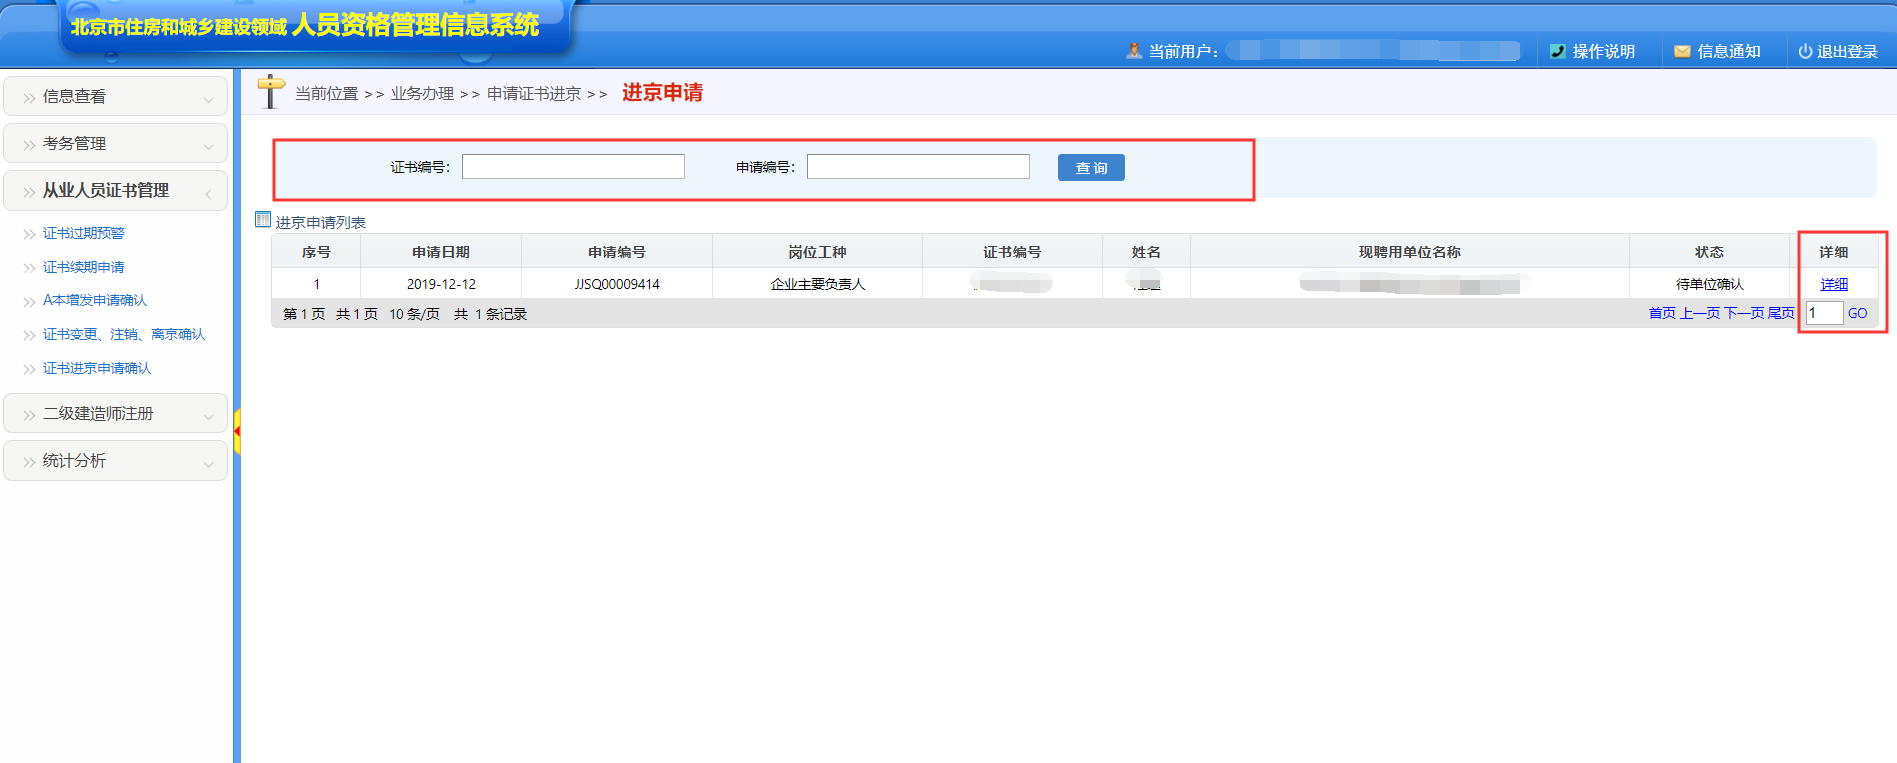 北京市住房和城乡建设领域 人员资格管理信息系统
当前用户: 操作说明 信息通知 退出登录
信息查看
考务管理
从业人员证书管理
证书过期预警
证书续期申请
A本增发申请确认
证书变更、注销、离京确认
证书进京申请确认
二级建造师注册
统计分析
当前位置 >> 业务办理 >> 申请证书进京 >> 进京申请
证书编号: 申请编号: 查 询
进京申请列表
序号 申请日期 申请编号 岗位工种 证书编号 姓名 现聘用单位名称 状态 详细
1 2019-12-12 JJSQ00009414 企业主要负责人 待单位确认 详细
第 1 页 共 1 页 10 条/页 共 1 条记录 首页 上一页 下一页 尾页 1 GO